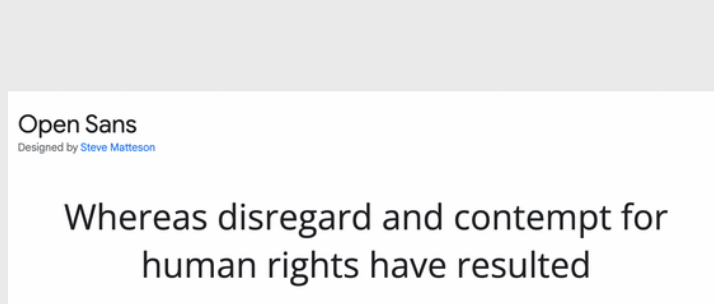 Open Sans
Designed by Steve Matteson
Whereas disregard and contempt for
human rights have resulted